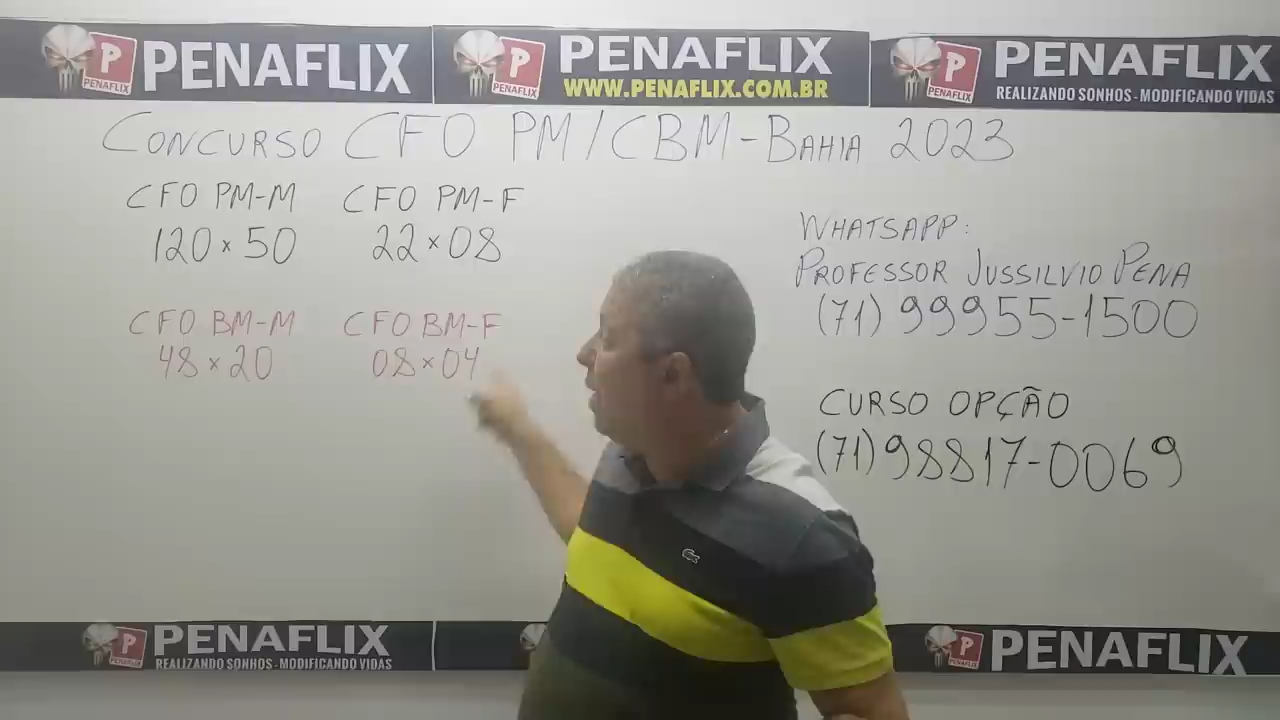 PENAFLIX
P
PENAFLIX
PENAFLIX
WWW.PENAFLIX.COM.BR
P
PENAFLIX
PENAFLIX
REALIZANDO SONHOS - MODIFICANDO VIDAS
P
PENAFLIX
CONCURSO CFO PM/CBM-BAHIA 2023
CFO PM-M CFO PM-F
120 × 50 22 × 08
CFO BM-M CFO BM-F
48 × 20 08 × 04
WHATSAPP:
PROFESSOR JUSSILVIO PENA
(71) 99955-1500
CURSO OPÇÃO
(71) 98817-0069
P
PENAFLIX
PENAFLIX
REALIZANDO SONHOS - MODIFICANDO VIDAS
P
PENAFLIX
PENAFLIX